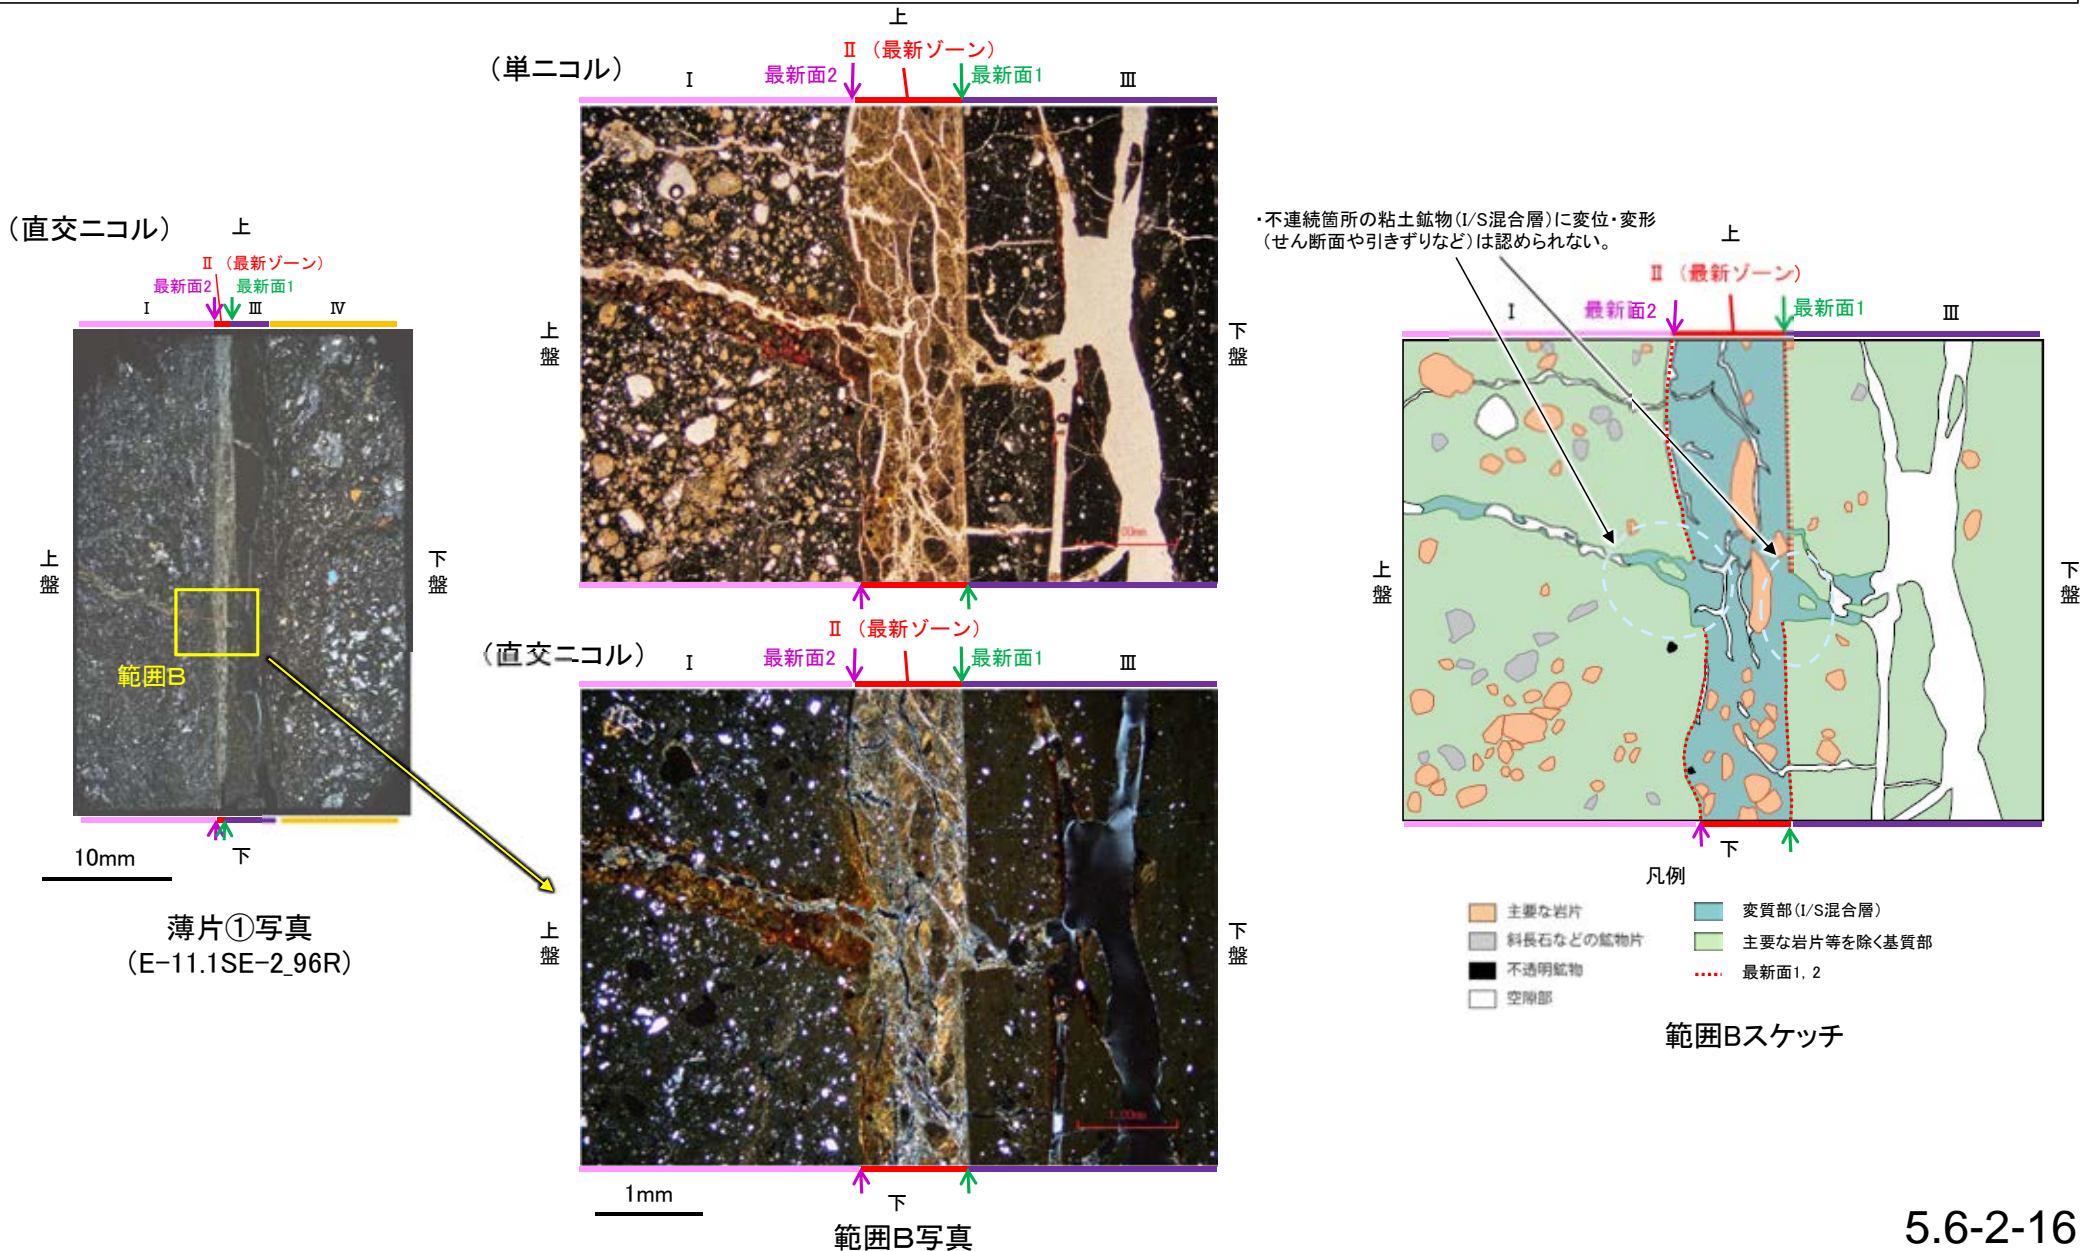 (直交ニコル)
上
Ⅱ (最新ゾーン)
最新面2
最新面1
Ⅰ
Ⅲ
Ⅳ
上盤
下盤
範囲B
下
10mm
薄片①写真
(E-11.1SE-2_96R)
上
(単ニコル)
Ⅱ (最新ゾーン)
Ⅰ
最新面2
最新面1
Ⅲ
上盤
下盤
Ⅱ (最新ゾーン)
(直交ニコル)
Ⅰ
最新面2
最新面1
Ⅲ
上盤
下盤
1.00mm
1mm
下
範囲B写真
・不連続箇所の粘土鉱物(I/S混合層)に変位・変形
(せん断面や引きずりなど)は認められない。
上
Ⅱ (最新ゾーン)
Ⅰ
最新面2
最新面1
Ⅲ
上盤
下盤
下
凡例
主要な岩片
斜長石などの鉱物片
不透明鉱物
空隙部
変質部(I/S混合層)
主要な岩片等を除く基質部
最新面1, 2
範囲Bスケッチ
5.6-2-16